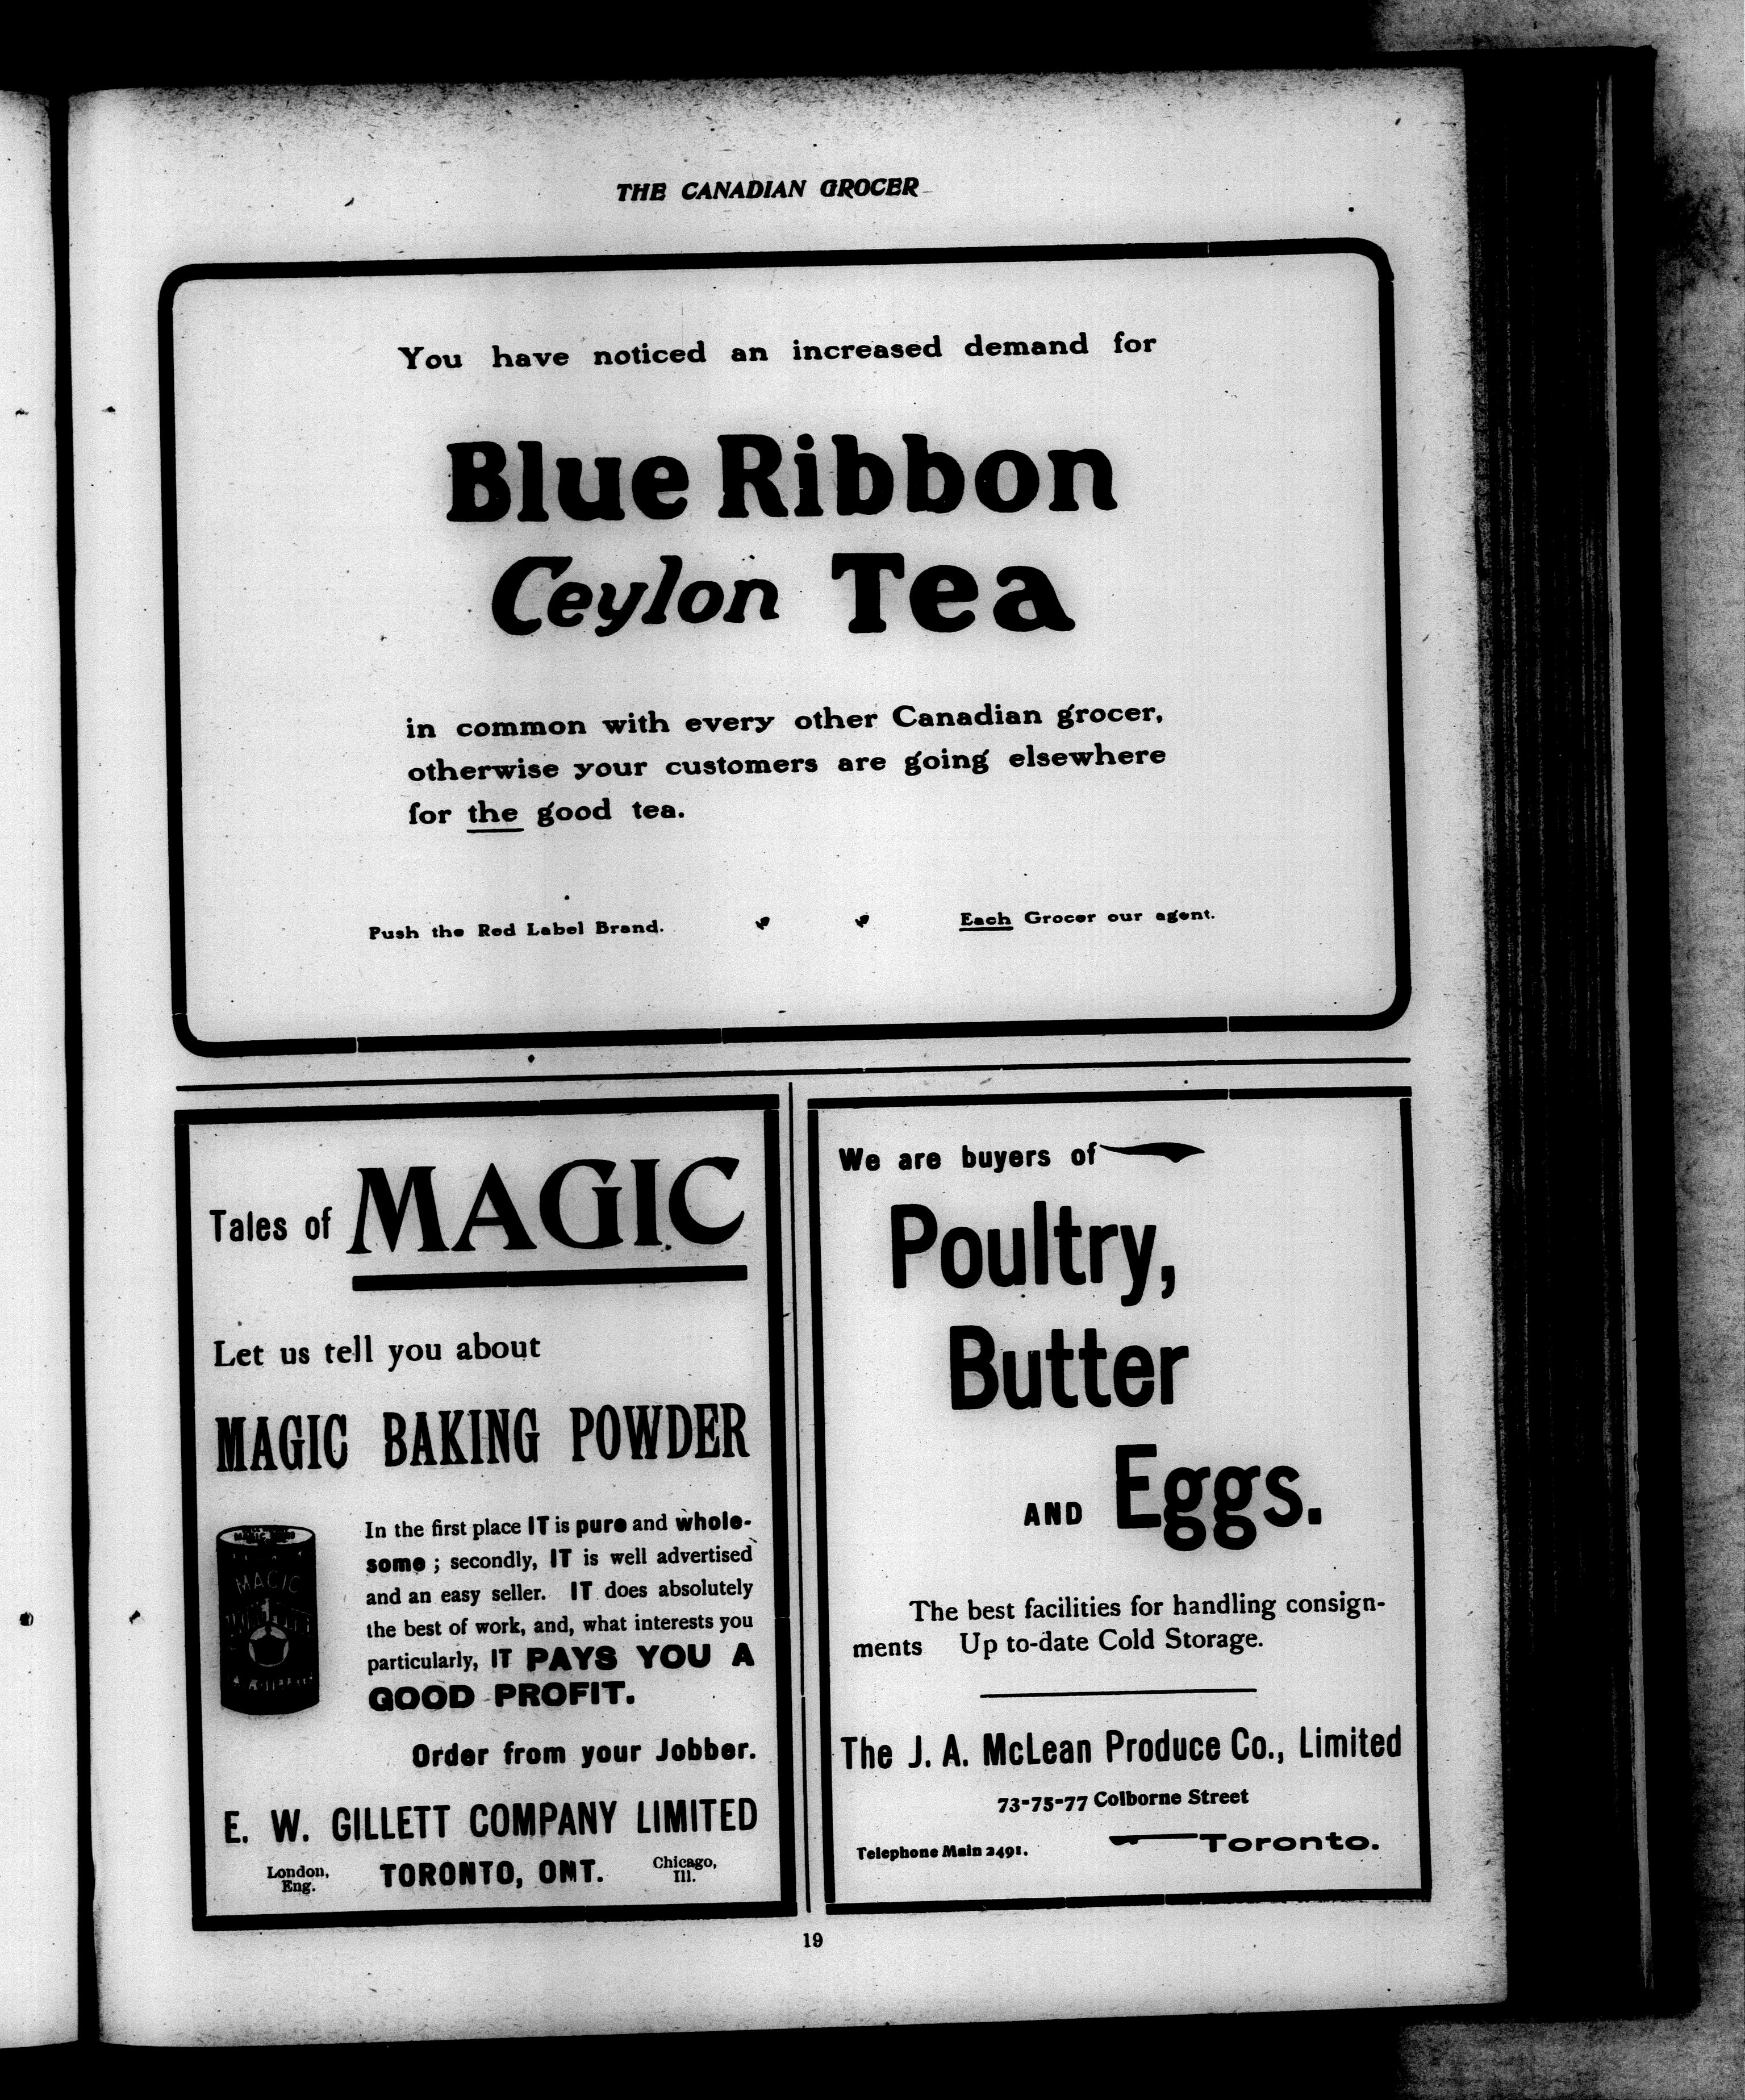 THE CANADIAN GROCER
You have noticed an increased demand for
Blue Ribbon
Ceylon Tea
in common with every other Canadian grocer,
otherwise your customers are going elsewhere
for the good tea.
Push the Red Label Brand. Each Grocer our agent.
Tales of MAGIC
Let us tell you about
MAGIC BAKING POWDER
MAGIC
In the first place IT is pure and whole-
some ; secondly, IT is well advertised
and an easy seller. IT does absolutely
the best of work, and, what interests you
particularly, IT PAYS YOU A
GOOD PROFIT.
Order from your Jobber.
E. W. GILLETT COMPANY LIMITED
London,
Eng.
TORONTO, ONT.
Chicago,
Ill.
We are buyers of
Poultry,
Butter
AND Eggs.
The best facilities for handling consign-
ments Up to-date Cold Storage.
The J. A. McLean Produce Co., Limited
73-75-77 Colborne Street
Telephone Main 2491. Toronto.
19